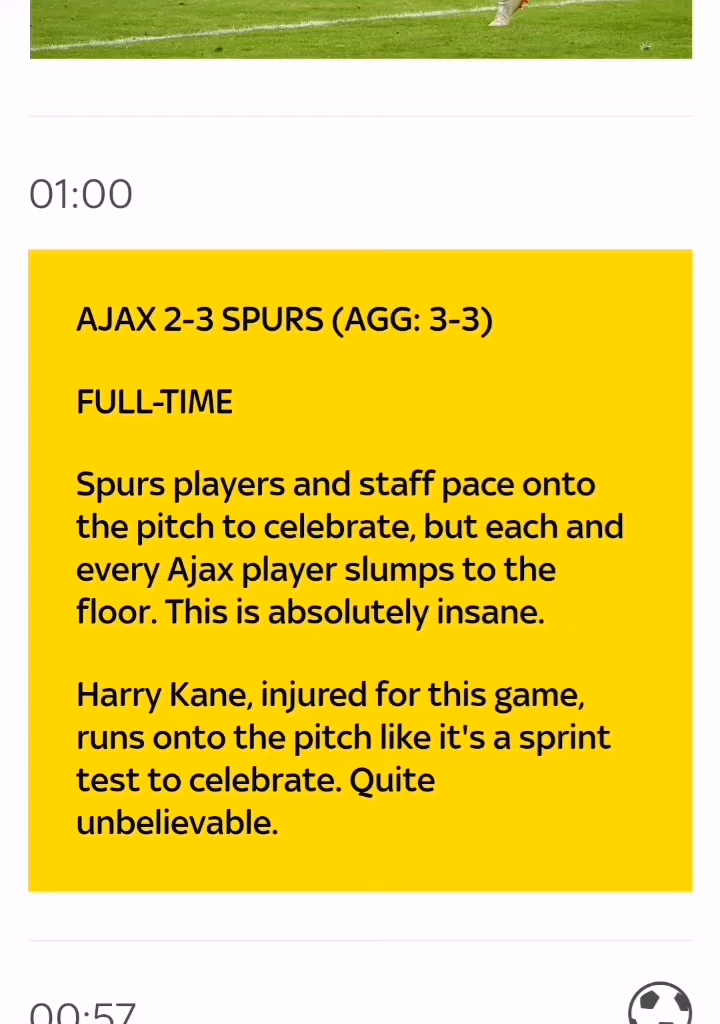 01:00
AJAX 2-3 SPURS (AGG: 3-3)
FULL-TIME
Spurs players and staff pace onto
the pitch to celebrate, but each and
every Ajax player slumps to the
floor. This is absolutely insane.
Harry Kane, injured for this game,
runs onto the pitch like it's a sprint
test to celebrate. Quite
unbelievable.
00:57